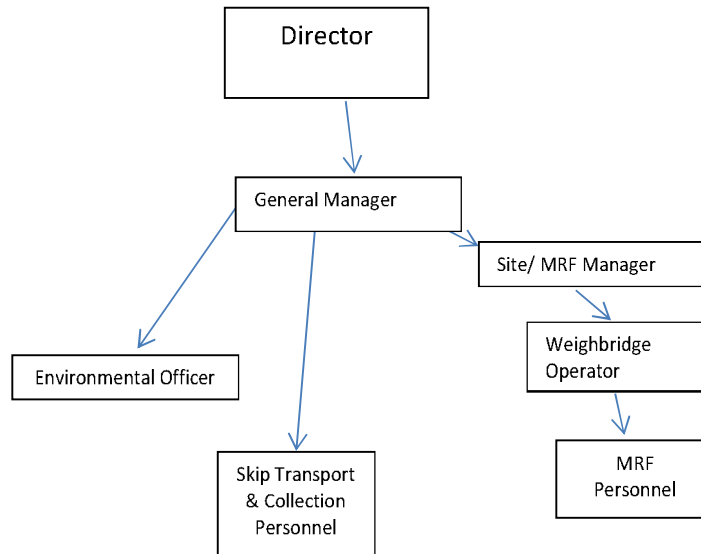 Director
General Manager
Site/ MRF Manager
Weighbridge
Operator
Environmental Officer
MRF
Personnel
Skip Transport
& Collection
Personnel